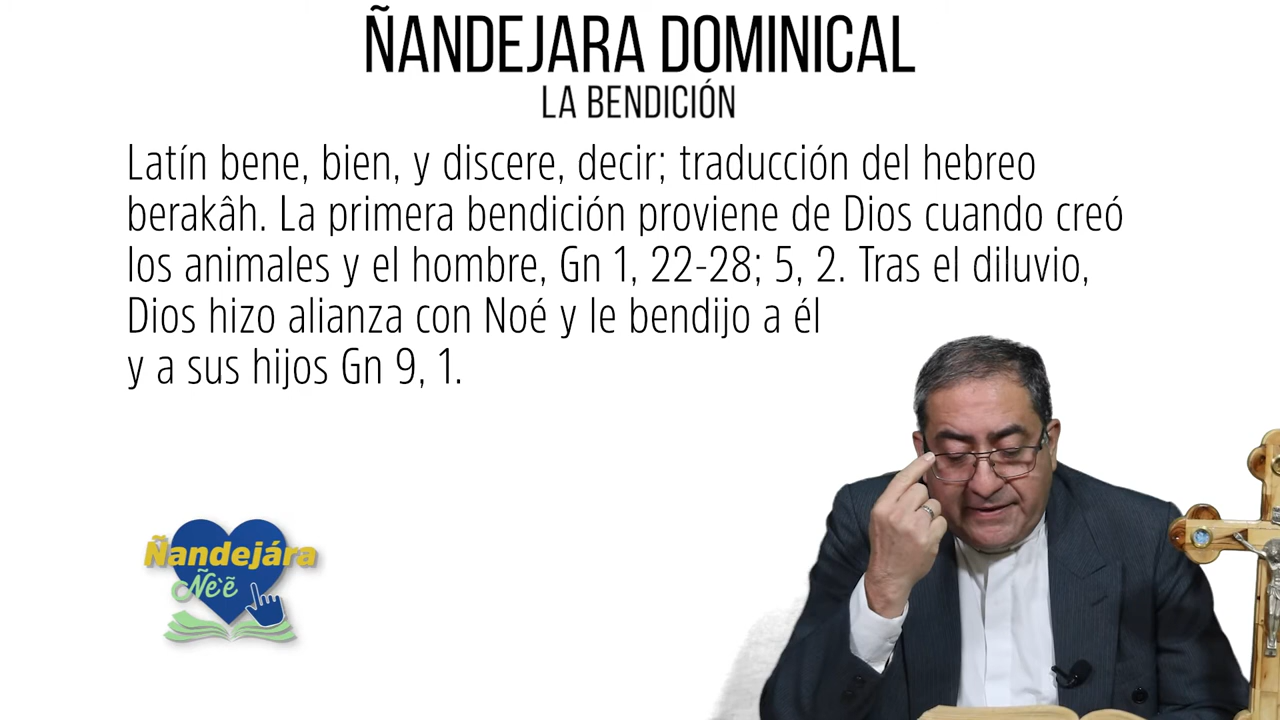 ÑANDEJARA DOMINICAL
LA BENDICIÓN
Latín bene, bien, y discere, decir; traducción del hebreo
berakâh. La primera bendición proviene de Dios cuando creó
los animales y el hombre, Gn 1, 22-28; 5, 2. Tras el diluvio,
Dios hizo alianza con Noé y le bendijo a él
y a sus hijos Gn 9, 1.
Ñandejára
Ñe'ẽ